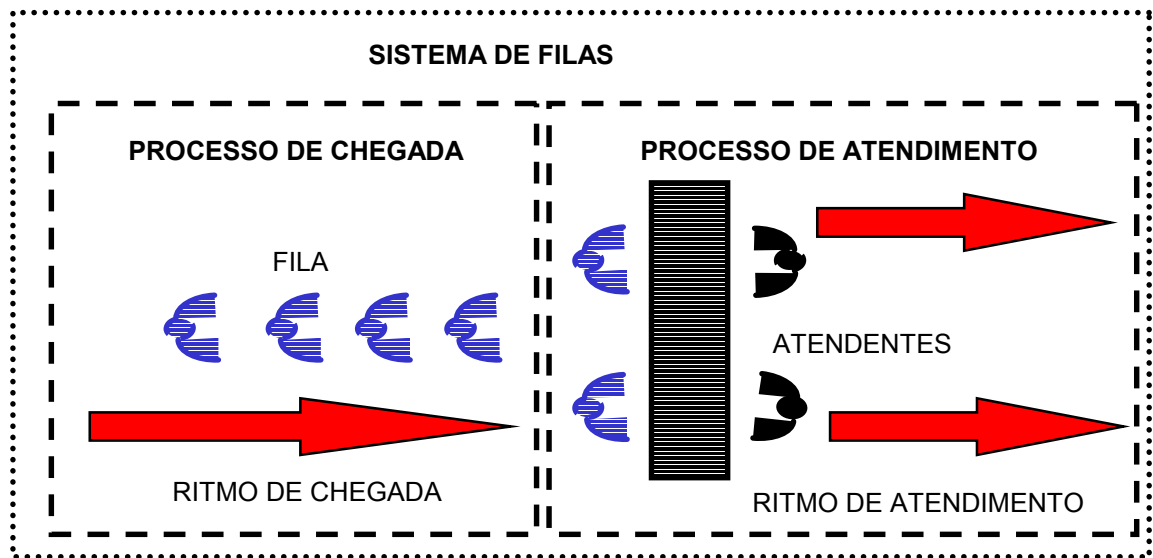 SISTEMA DE FILAS
PROCESSO DE CHEGADA
FILA
RITMO DE CHEGADA
PROCESSO DE ATENDIMENTO
ATENDENTES
RITMO DE ATENDIMENTO